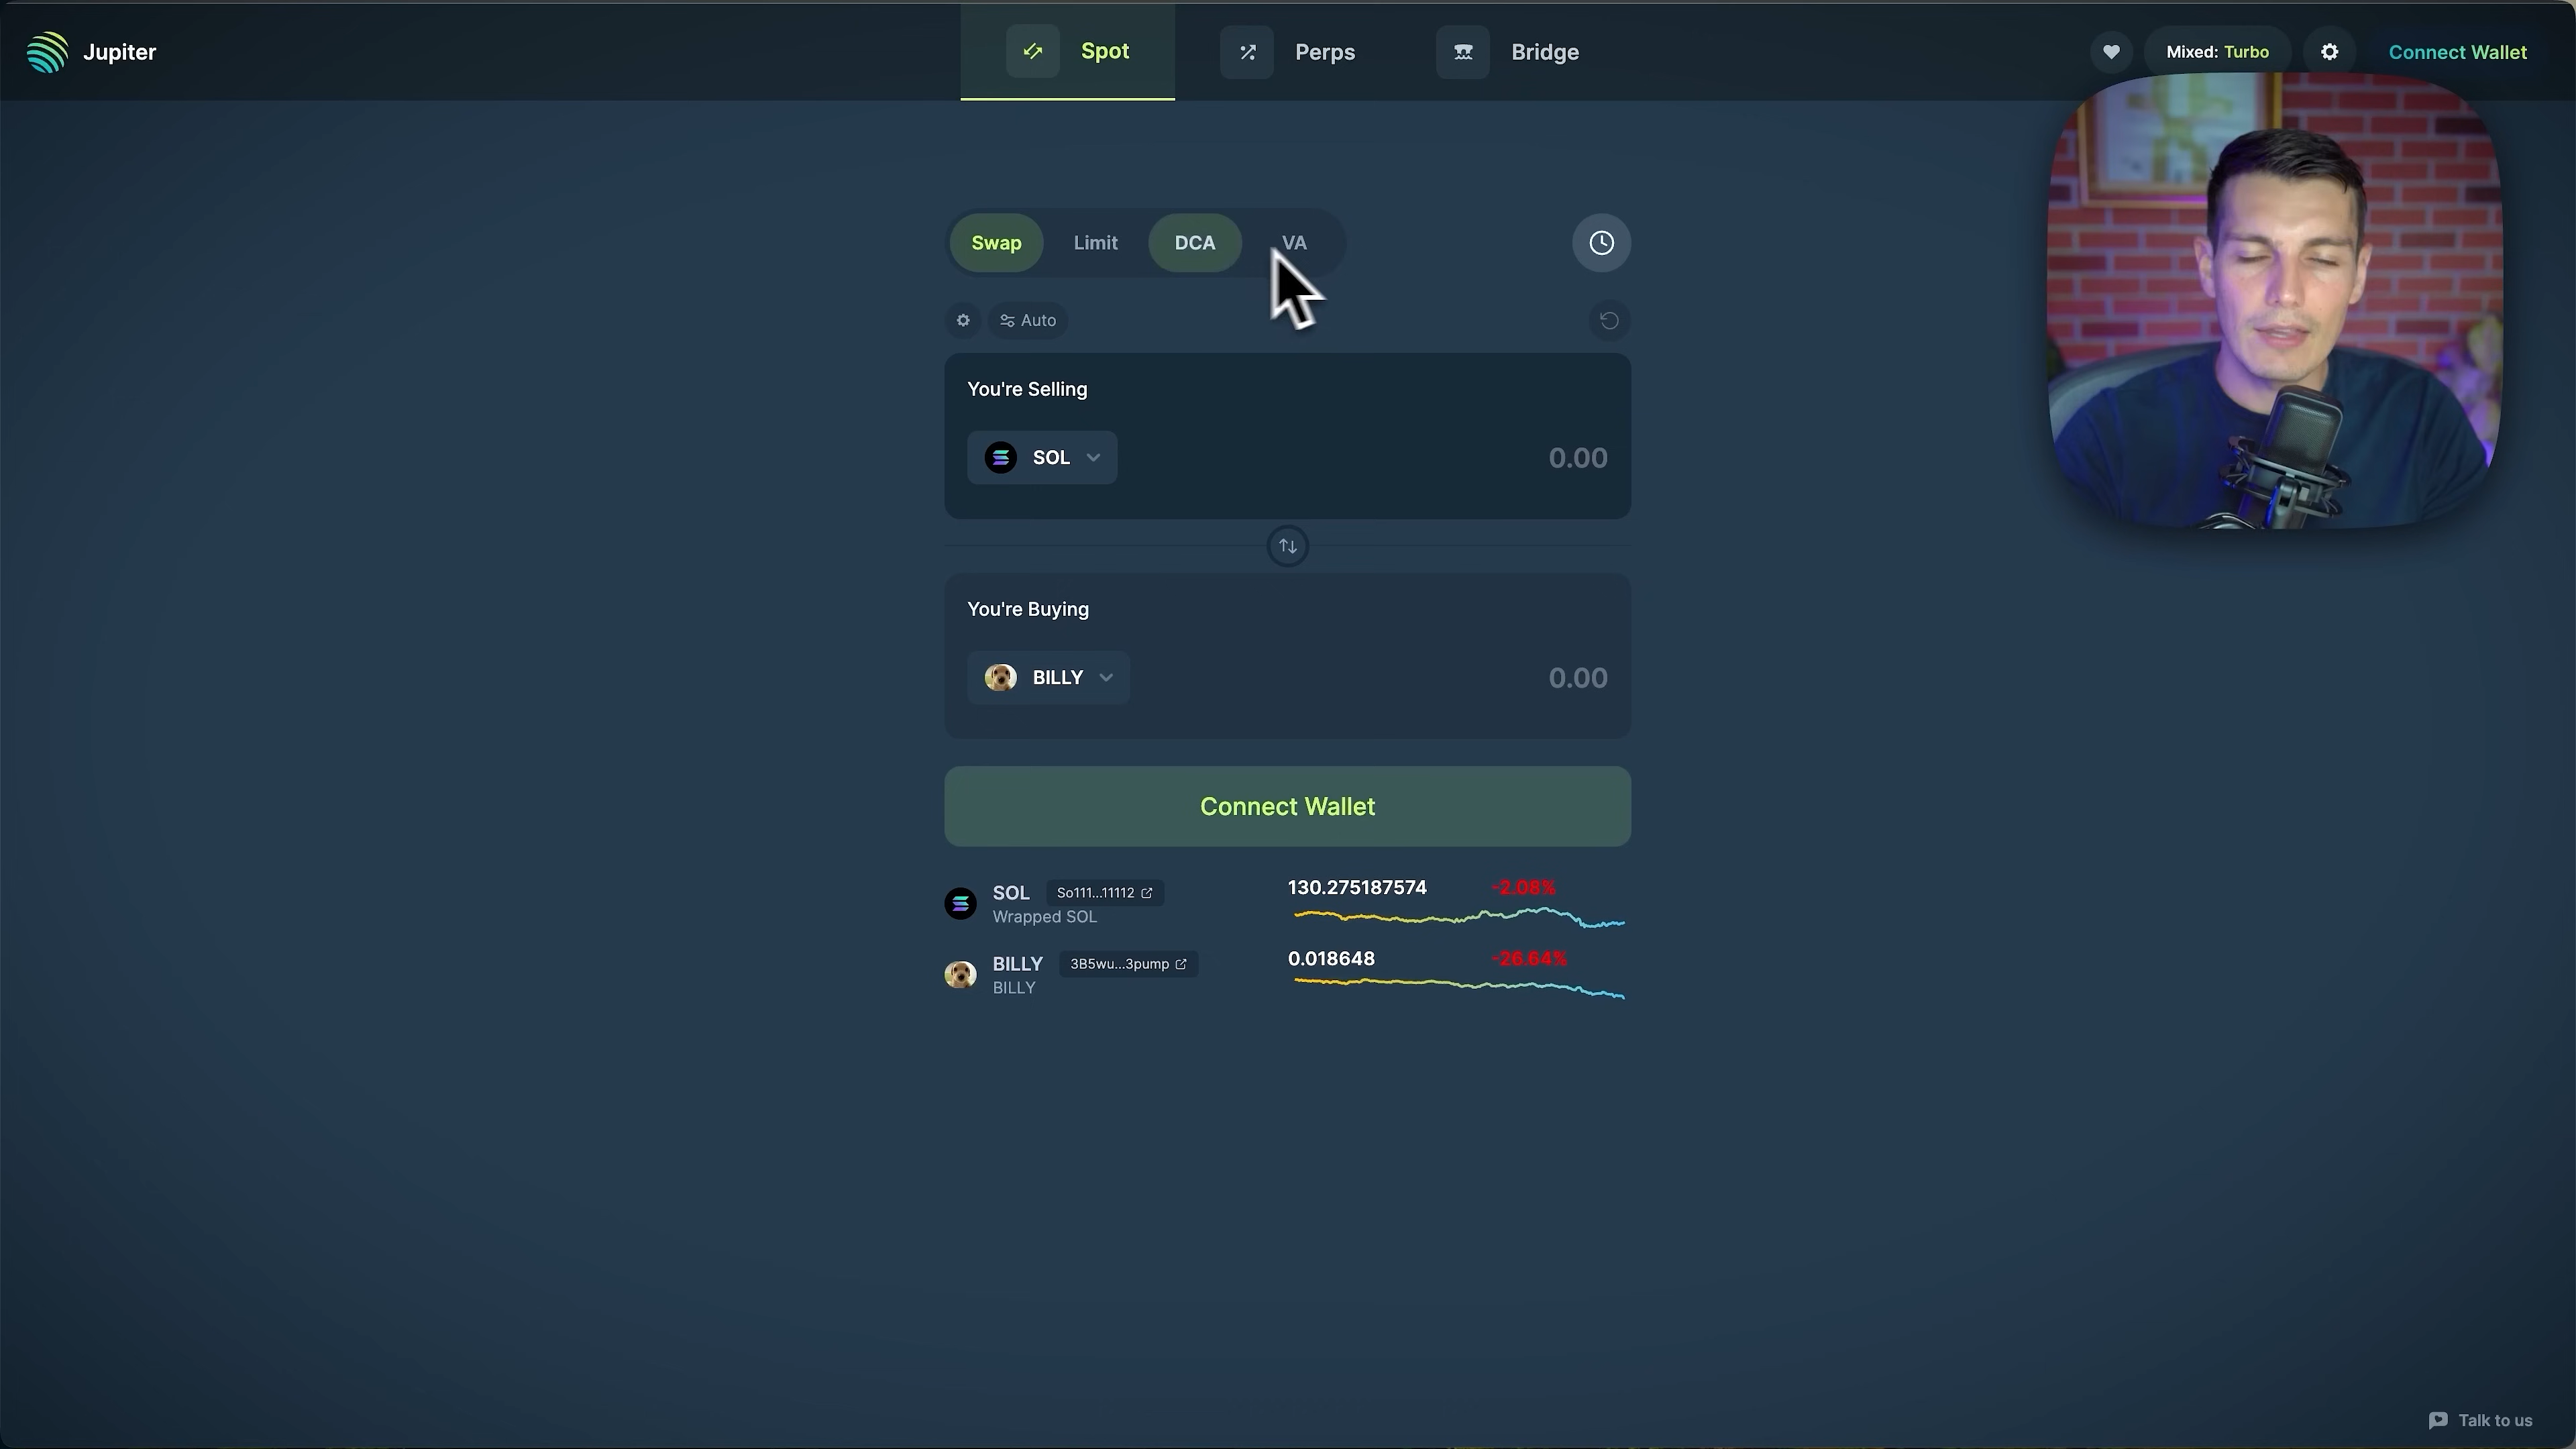 Jupiter
Spot
Perps
Bridge
Mixed: Turbo
Connect Wallet
Swap
Limit
DCA
VA
Auto
You're Selling
SOL
0.00
You're Buying
BILLY
0.00
Connect Wallet
SOL So111...11112
Wrapped SOL
130.275187574 -2.08%
BILLY 3B5wu...3pump
BILLY
0.018648 -26.64%
Talk to us